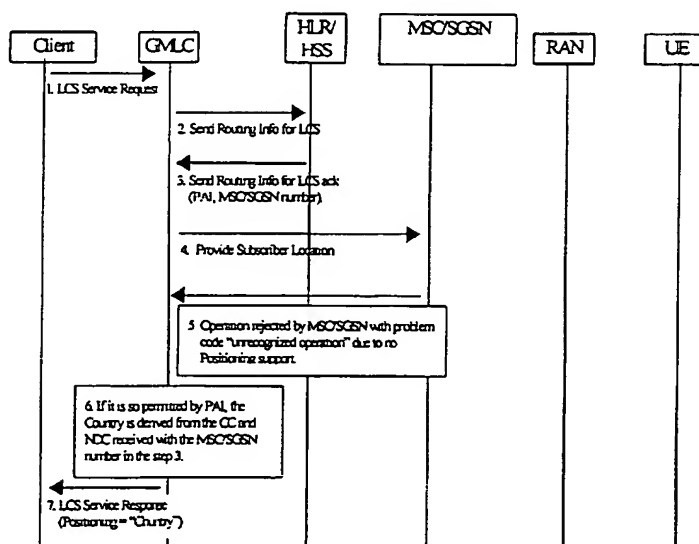 Client
GMLC
HLR/
HSS
MSC/SGSN
RAN
UE
1. LCS Service Request
2. Send Routing Info for LCS
3. Send Routing Info for LCS ack
(PAI, MSC/SGSN number)
4. Provide Subscriber Location
5 Operation rejected by MSC/SGSN with problem
code "unrecognized operation" due to no
Positioning support.
6. If it is so permitted by PAI, the
Country is derived from the CC and
NDC received with the MSC/SGSN
number in the step 3.
7. LCS Service Response
(Positioning = "Country")